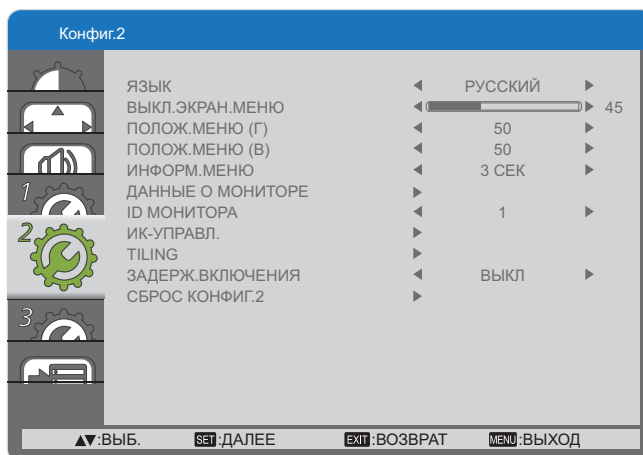 Конфиг.2
ЯЗЫК РУССКИЙ
ВЫКЛ.ЭКРАН.МЕНЮ 45
ПОЛОЖ.МЕНЮ (Г) 50
ПОЛОЖ.МЕНЮ (В) 50
ИНФОРМ.МЕНЮ 3 СЕК
ДАННЫЕ О МОНИТОРЕ
1
ID МОНИТОРА 1
2
ИК-УПРАВЛ.
TILING
ЗАДЕРЖ.ВКЛЮЧЕНИЯ ВЫКЛ
СБРОС КОНФИГ.2
3
:ВЫБ. SET:ДАЛЕЕ EXIT:ВОЗВРАТ MENU:ВЫХОД